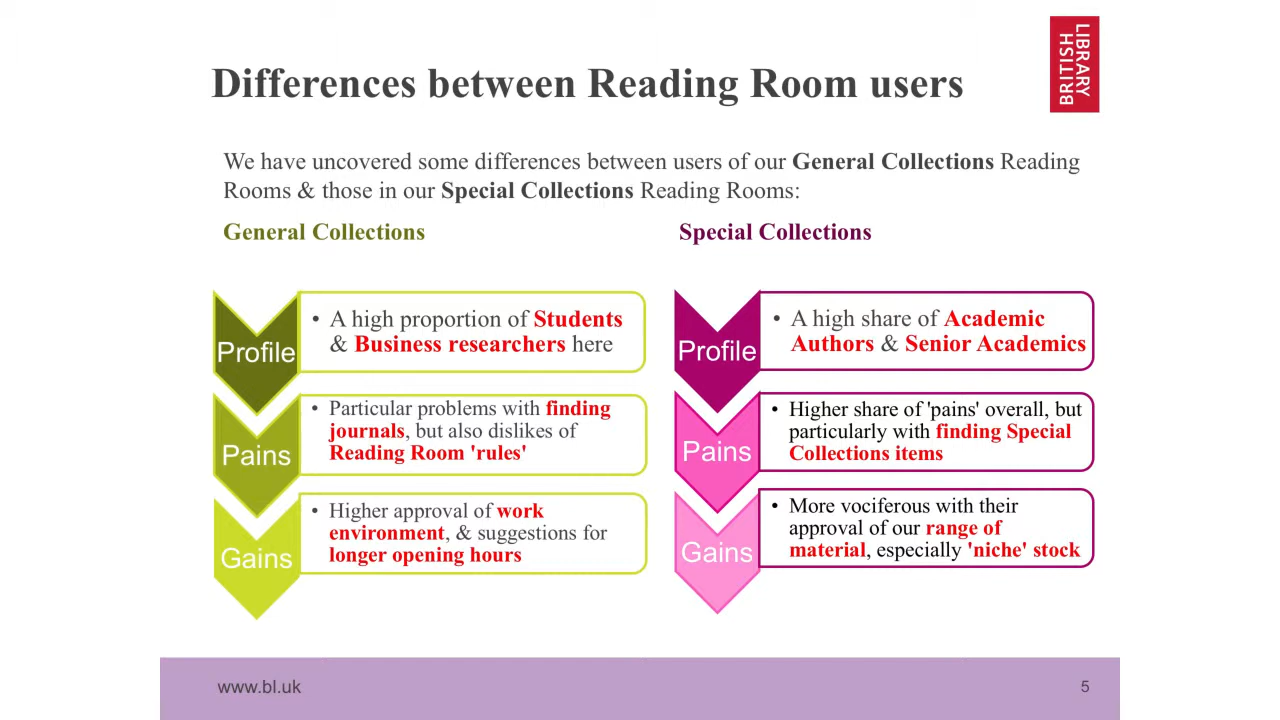 Differences between Reading Room users
LIBRARY
BRITISH
We have uncovered some differences between users of our General Collections Reading
Rooms & those in our Special Collections Reading Rooms:
General Collections
Profile
• A high proportion of Students
& Business researchers here
Pains
• Particular problems with finding
journals, but also dislikes of
Reading Room 'rules'
Gains
• Higher approval of work
environment, & suggestions for
longer opening hours
Special Collections
Profile
• A high share of Academic
Authors & Senior Academics
Pains
• Higher share of 'pains' overall, but
particularly with finding Special
Collections items
Gains
• More vociferous with their
approval of our range of
material, especially 'niche' stock
www.bl.uk
5